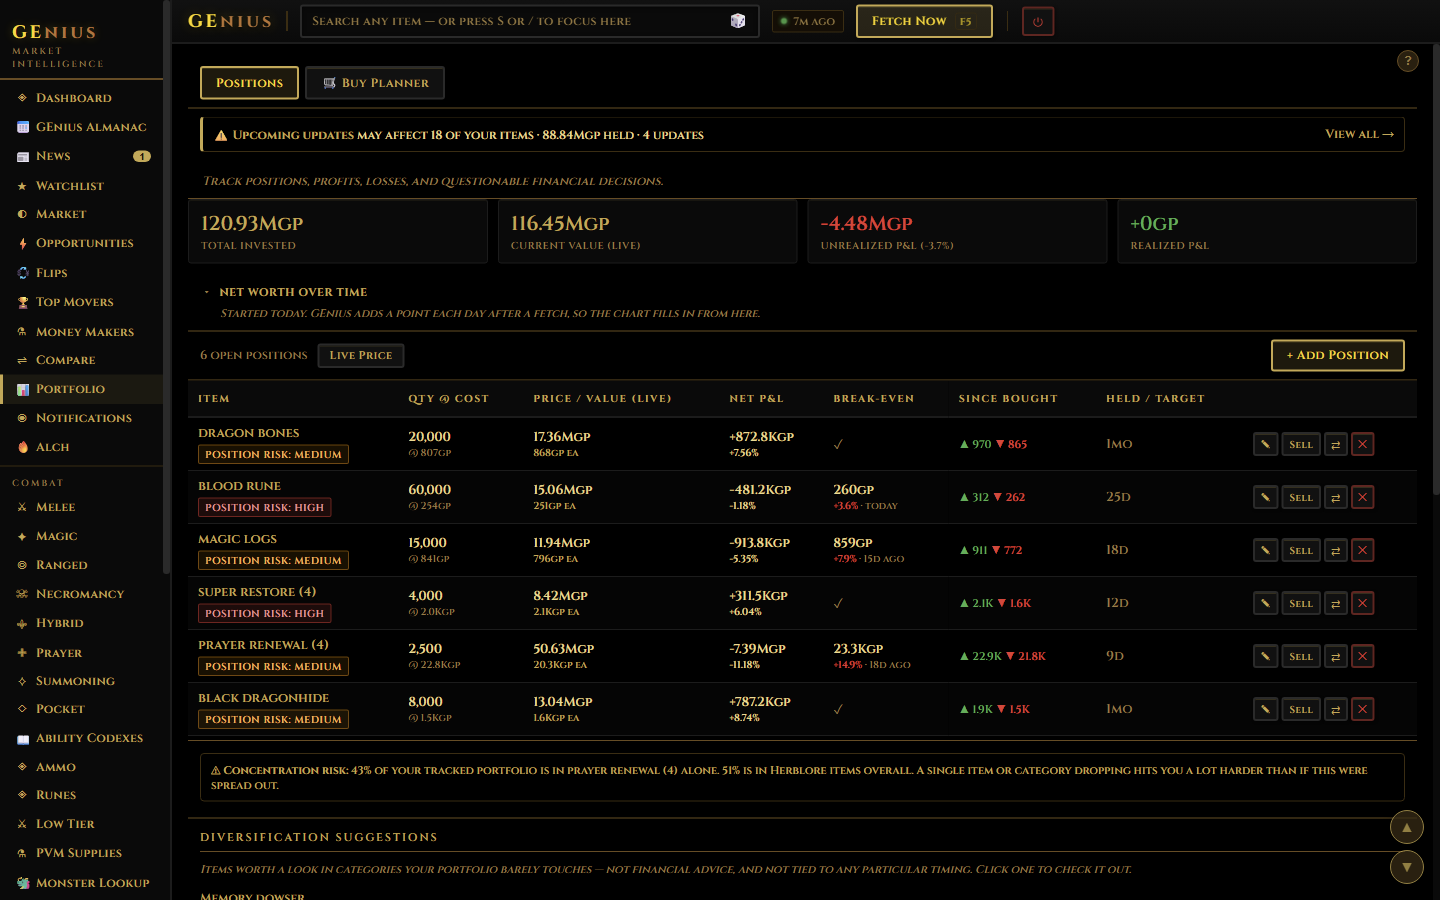 GENIUS
MARKET
INTELLIGENCE
Dashboard
GEnius Almanac
News 1
Watchlist
Market
Opportunities
Flips
Top Movers
Money Makers
Compare
Portfolio
Notifications
Alch
COMBAT
Melee
Magic
Ranged
Necromancy
Hybrid
Prayer
Summoning
Pocket
Ability Codexes
Ammo
Runes
Low Tier
PVM Supplies
Monster Lookup
GENIUS
Search any item — or press S or / to focus here
7m ago
Fetch Now F5
?
Positions
Buy Planner
⚠ Upcoming updates may affect 18 of your items · 88.84Mgp held · 4 updates
View all →
Track positions, profits, losses, and questionable financial decisions.
120.93Mgp
Total Invested
116.45Mgp
Current Value (Live)
-4.48Mgp
Unrealized P&L (-3.7%)
+0gp
Realized P&L
Net worth over time
Started today. GEnius adds a point each day after a fetch, so the chart fills in from here.
6 open positions
Live Price
+ Add Position
ITEM QTY @ COST PRICE / VALUE (LIVE) NET P&L BREAK-EVEN SINCE BOUGHT HELD / TARGET
Dragon bones 20,000 17.36Mgp +872.8Kgp ✓ ▲ 970 ▼ 865 1mo Sell ⇄ ✕
Position risk: Medium @ 807gp 868gp ea +7.56%
Blood rune 60,000 15.06Mgp -481.2Kgp 260gp ▲ 312 ▼ 262 25d Sell ⇄ ✕
Position risk: High @ 254gp 251gp ea -1.18% +3.6% · today
Magic logs 15,000 11.94Mgp -913.8Kgp 859gp ▲ 911 ▼ 772 18d Sell ⇄ ✕
Position risk: Medium @ 841gp 796gp ea -5.35% +7.9% · 15d ago
Super restore (4) 4,000 8.42Mgp +311.5Kgp ✓ ▲ 2.1K ▼ 1.6K 12d Sell ⇄ ✕
Position risk: High @ 2.0Kgp 2.1Kgp ea +6.04%
Prayer renewal (4) 2,500 50.63Mgp -7.39Mgp 23.3Kgp ▲ 22.9K ▼ 21.8K 9d Sell ⇄ ✕
Position risk: Medium @ 22.8Kgp 20.3Kgp ea -11.18% +14.9% · 18d ago
Black dragonhide 8,000 13.04Mgp +787.2Kgp ✓ ▲ 1.9K ▼ 1.5K 1mo Sell ⇄ ✕
Position risk: Medium @ 1.5Kgp 1.6Kgp ea +8.74%
⚠ Concentration risk: 43% of your tracked portfolio is in Prayer renewal (4) alone. 51% is in Herblore items overall. A single item or category dropping hits you a lot harder than if this were
spread out.
DIVERSIFICATION SUGGESTIONS
Items worth a look in categories your portfolio barely touches — not financial advice, and not tied to any particular timing. Click one to check it out.
Memory dowser
▲
▼